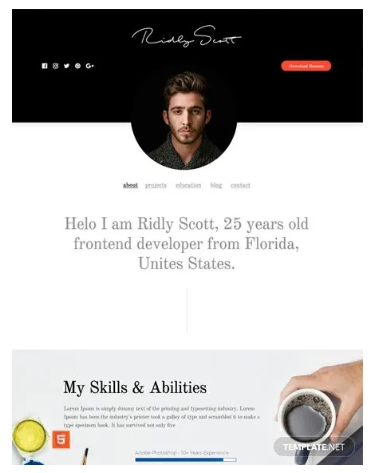 Ridly Scott
Download Resume
about projects education blog contact
Helo I am Ridly Scott, 25 years old
frontend developer from Florida,
Unites States.
My Skills & Abilities
Lorem Ipsum is simply dummy text of the printing and typesetting industry. Lorem
Ipsum has been the industry's printer took a galley of type and scrambled it to make a
type specimen book. It has survived not only five
5
Adobe Photoshop - 10+ Years Experience
TEMPLATE.NET